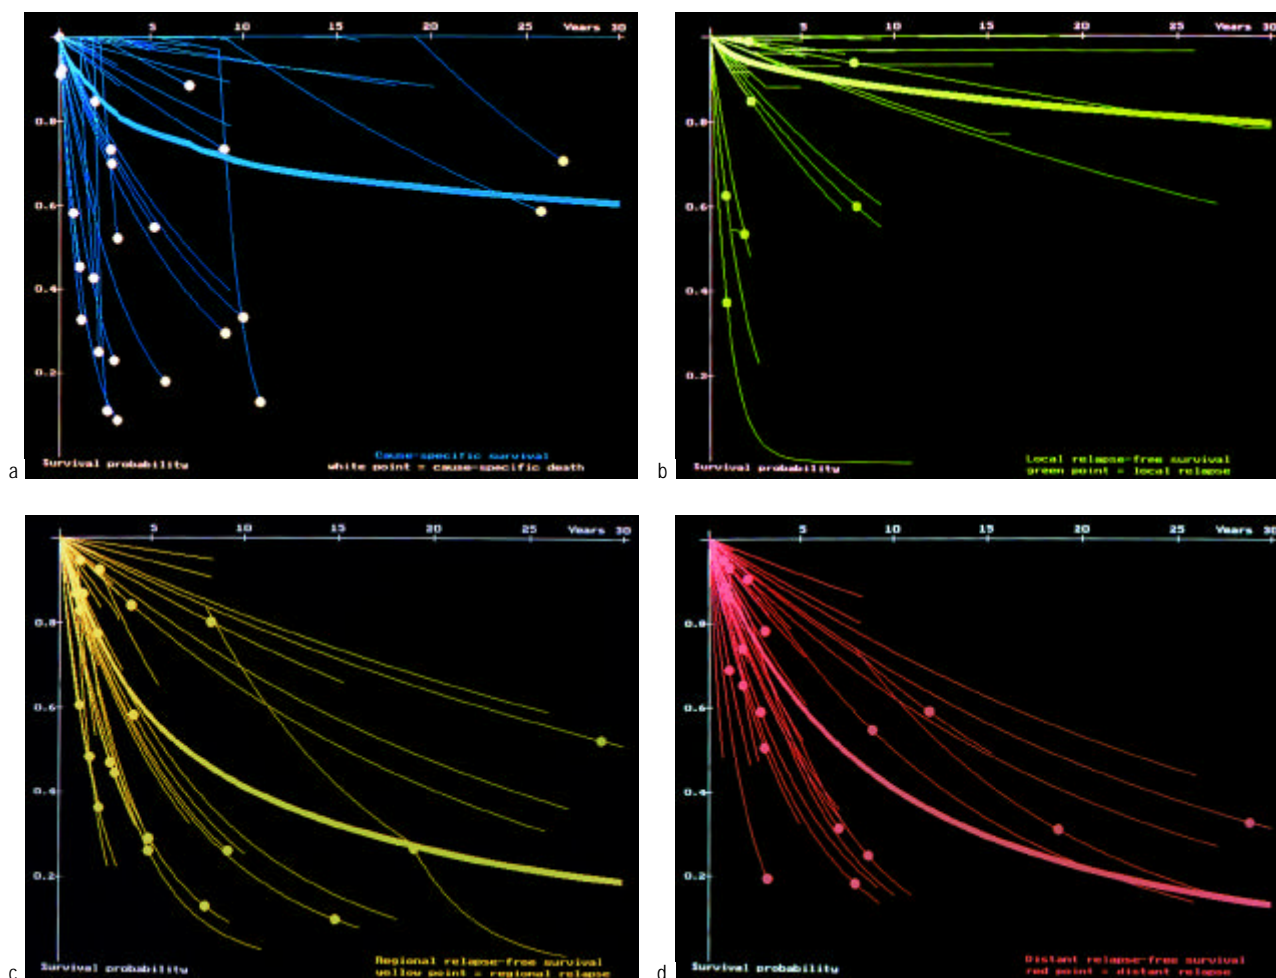 5 10 15 20 25 Years 30
0.8
0.6
0.4
0.2
Survival probability
Cause-specific survival
white point = cause-specific death
a
5 10 15 20 25 Years 30
0.8
0.6
0.4
0.2
Survival probability
Local relapse-free survival
green point = local relapse
b
5 10 15 20 25 Years 30
0.8
0.6
0.4
0.2
Survival probability
Regional relapse-free survival
yellow point = regional relapse
c
5 10 15 20 25 Years 30
0.8
0.6
0.4
0.2
Survival probability
Distant relapse-free survival
red point = distant relapse
d